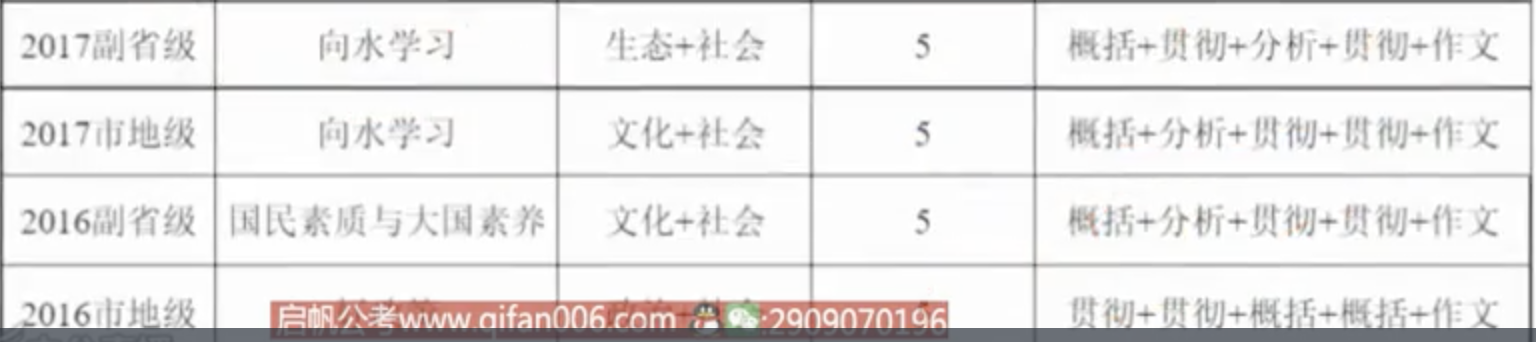 2017副省级 向水学习 生态+社会 5 概括+贯彻+分析+贯彻+作文
2017市地级 向水学习 文化+社会 5 概括+分析+贯彻+贯彻+作文
2016副省级 国民素质与大国素养 文化+社会 5 概括+分析+贯彻+贯彻+作文
2016市地级 贯彻+贯彻+概括+概括+作文
启帆公考www.qifan006.com :2909070196